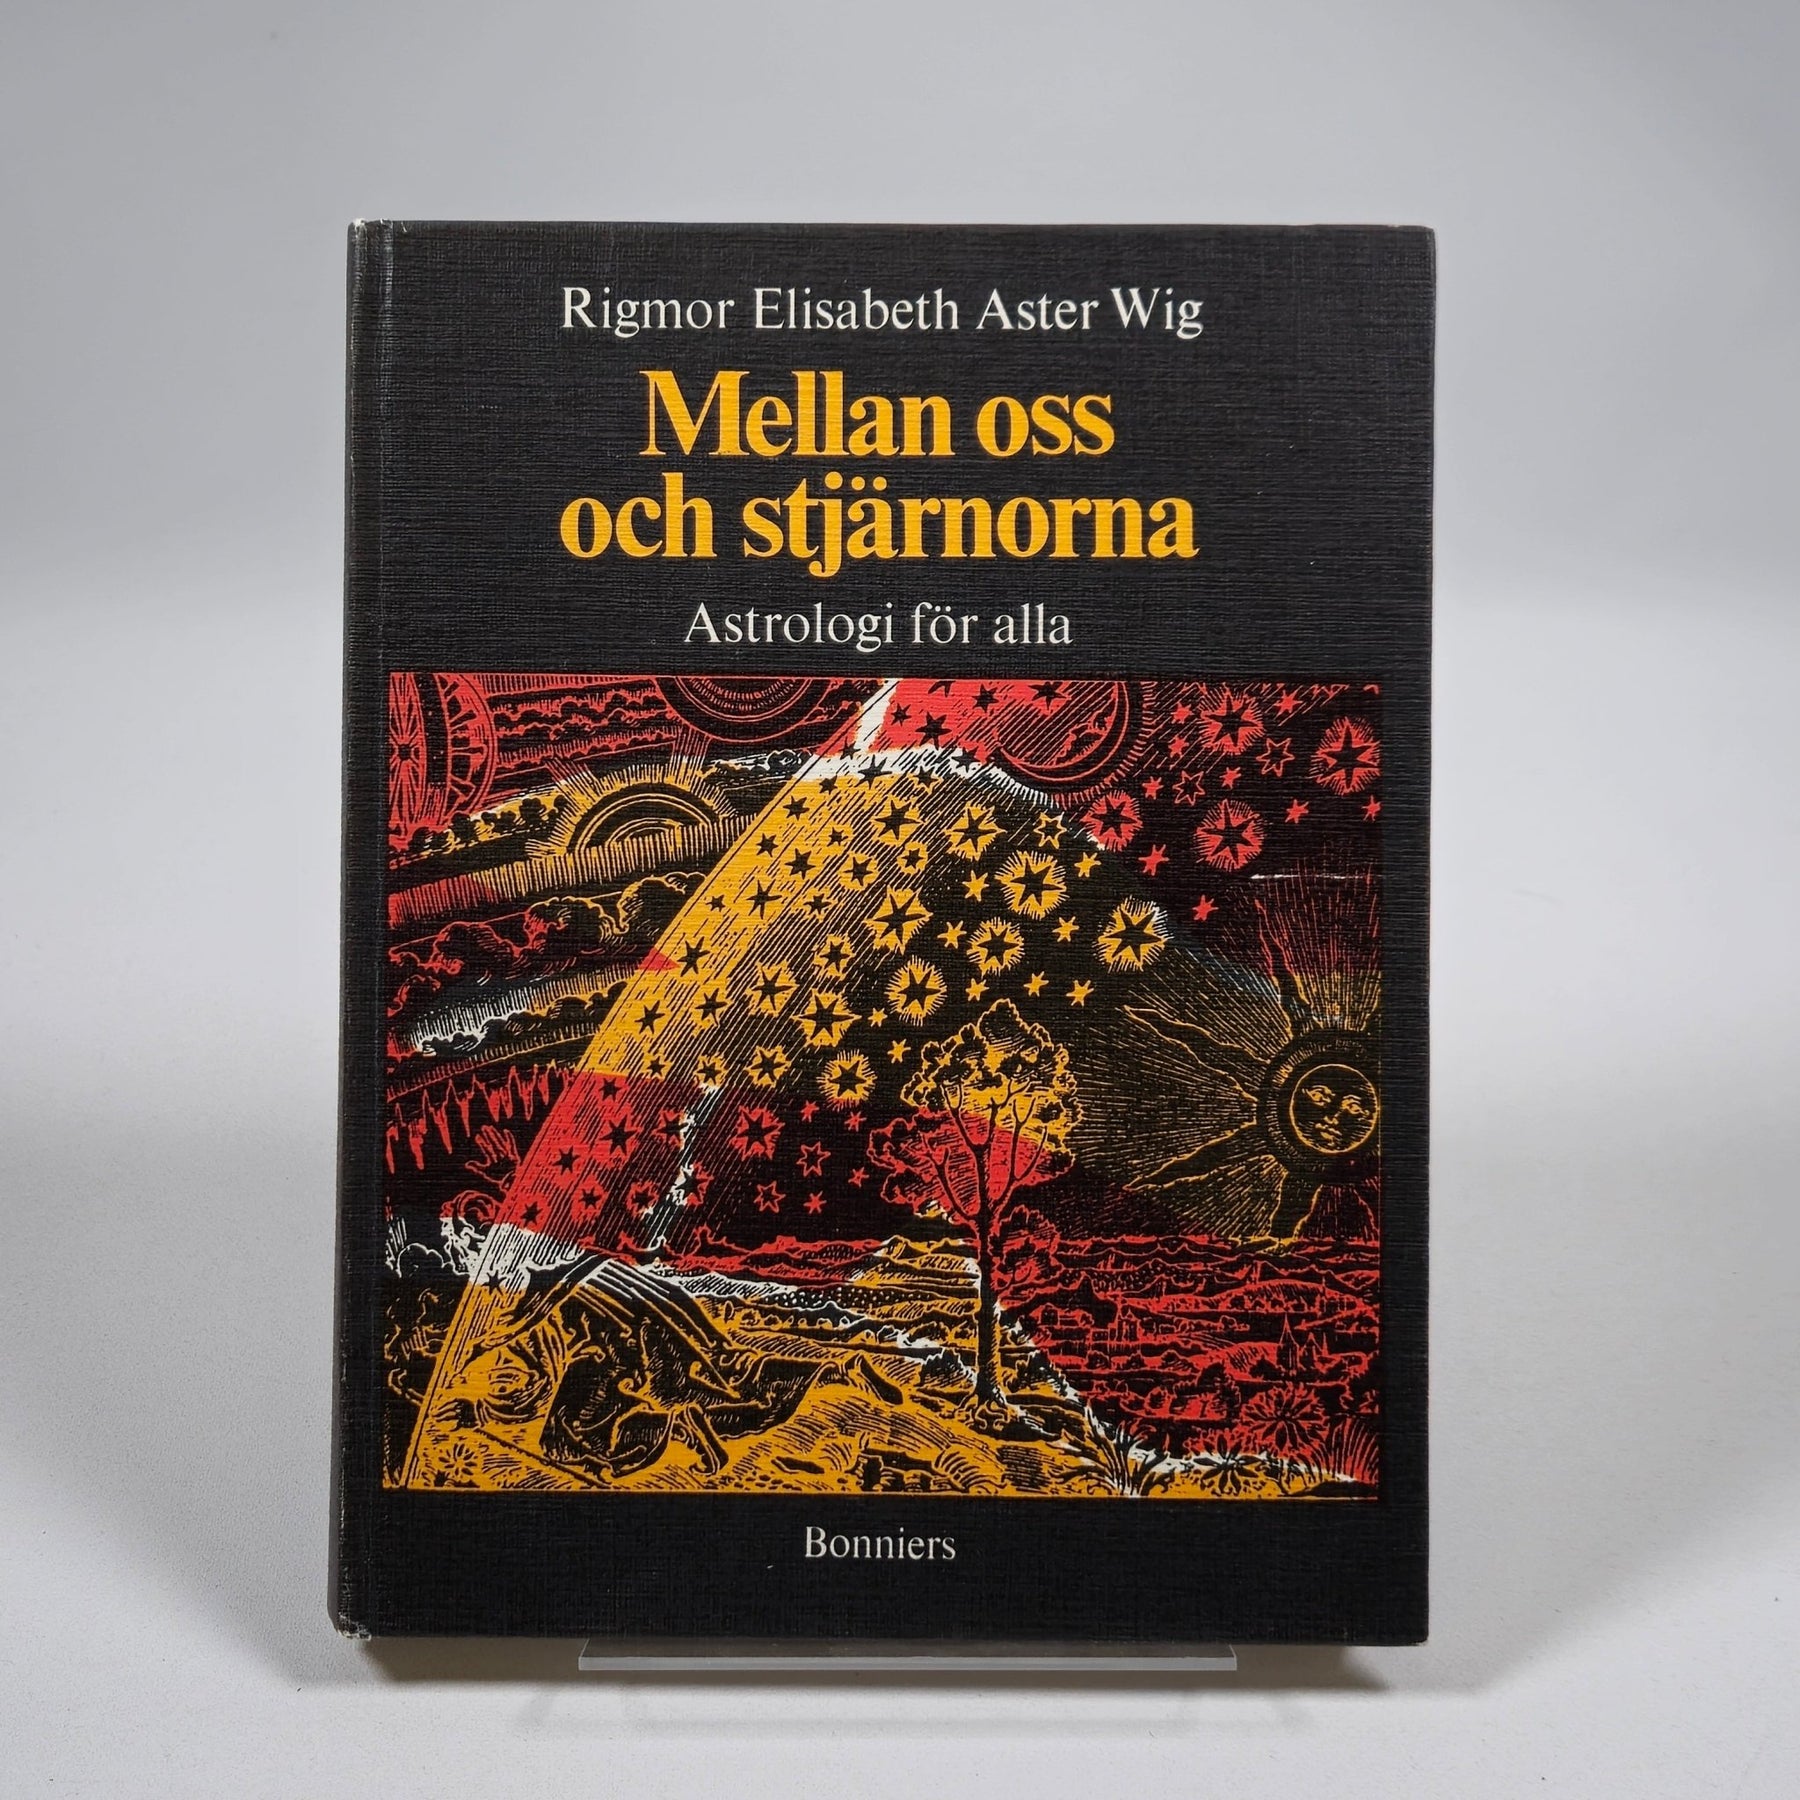 Rigmor Elisabeth Aster Wig
Mellan oss
och stjärnorna
Astrologi för alla
Bonniers